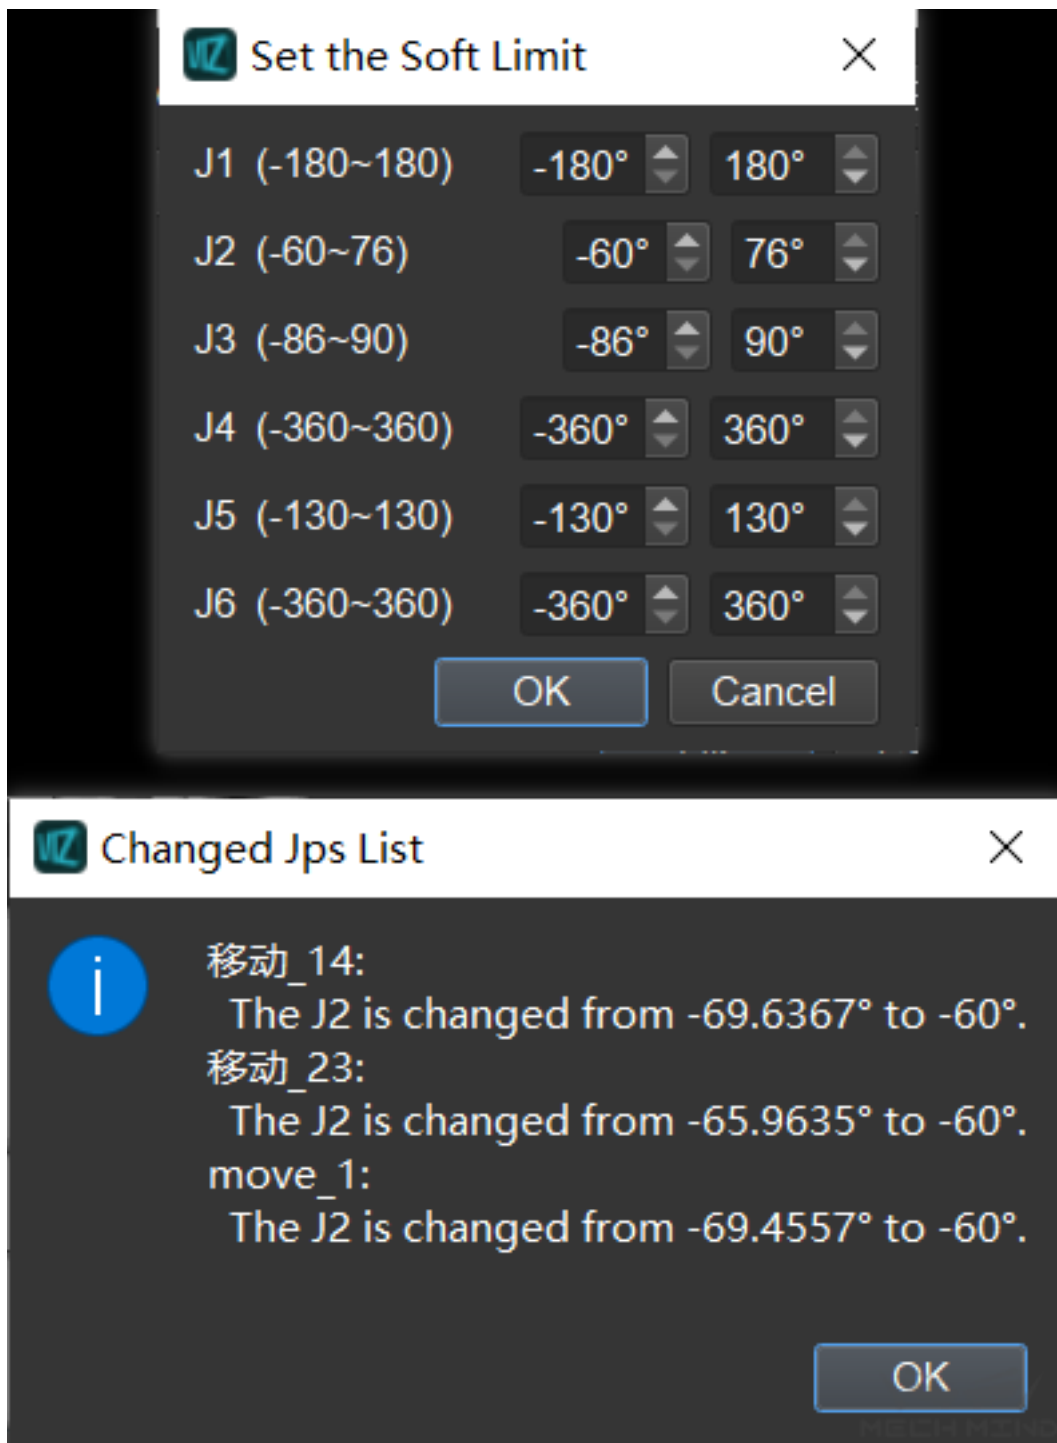 Set the Soft Limit
J1 (-180~180) -180° 180°
J2 (-60~76) -60° 76°
J3 (-86~90) -86° 90°
J4 (-360~360) -360° 360°
J5 (-130~130) -130° 130°
J6 (-360~360) -360° 360°
OK Cancel
Changed Jps List
移动_14:
The J2 is changed from -69.6367° to -60°.
移动_23:
The J2 is changed from -65.9635° to -60°.
move_1:
The J2 is changed from -69.4557° to -60°.
OK
MECH MIND